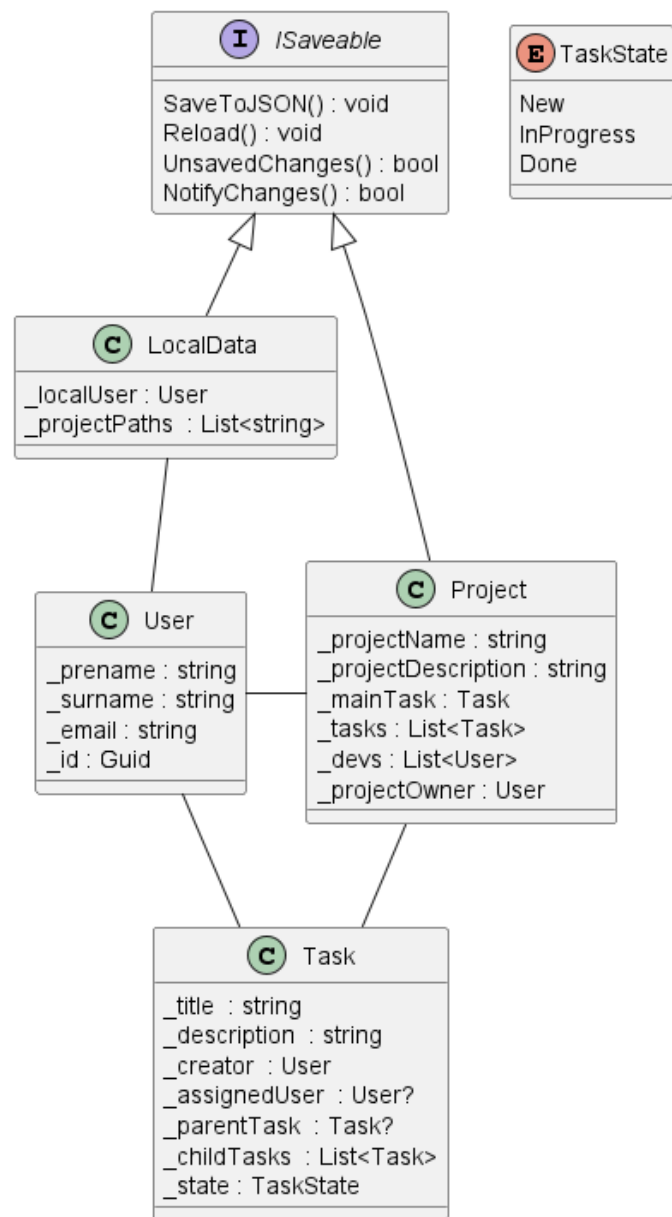 I ISaveable
SaveToJSON() : void
Reload() : void
UnsavedChanges() : bool
NotifyChanges() : bool
E TaskState
New
InProgress
Done
C LocalData
_localUser : User
_projectPaths : List<string>
C User
_prename : string
_surname : string
_email : string
_id : Guid
C Project
_projectName : string
_projectDescription : string
_mainTask : Task
_tasks : List<Task>
_devs : List<User>
_projectOwner : User
C Task
_title : string
_description : string
_creator : User
_assignedUser : User?
_parentTask : Task?
_childTasks : List<Task>
_state : TaskState